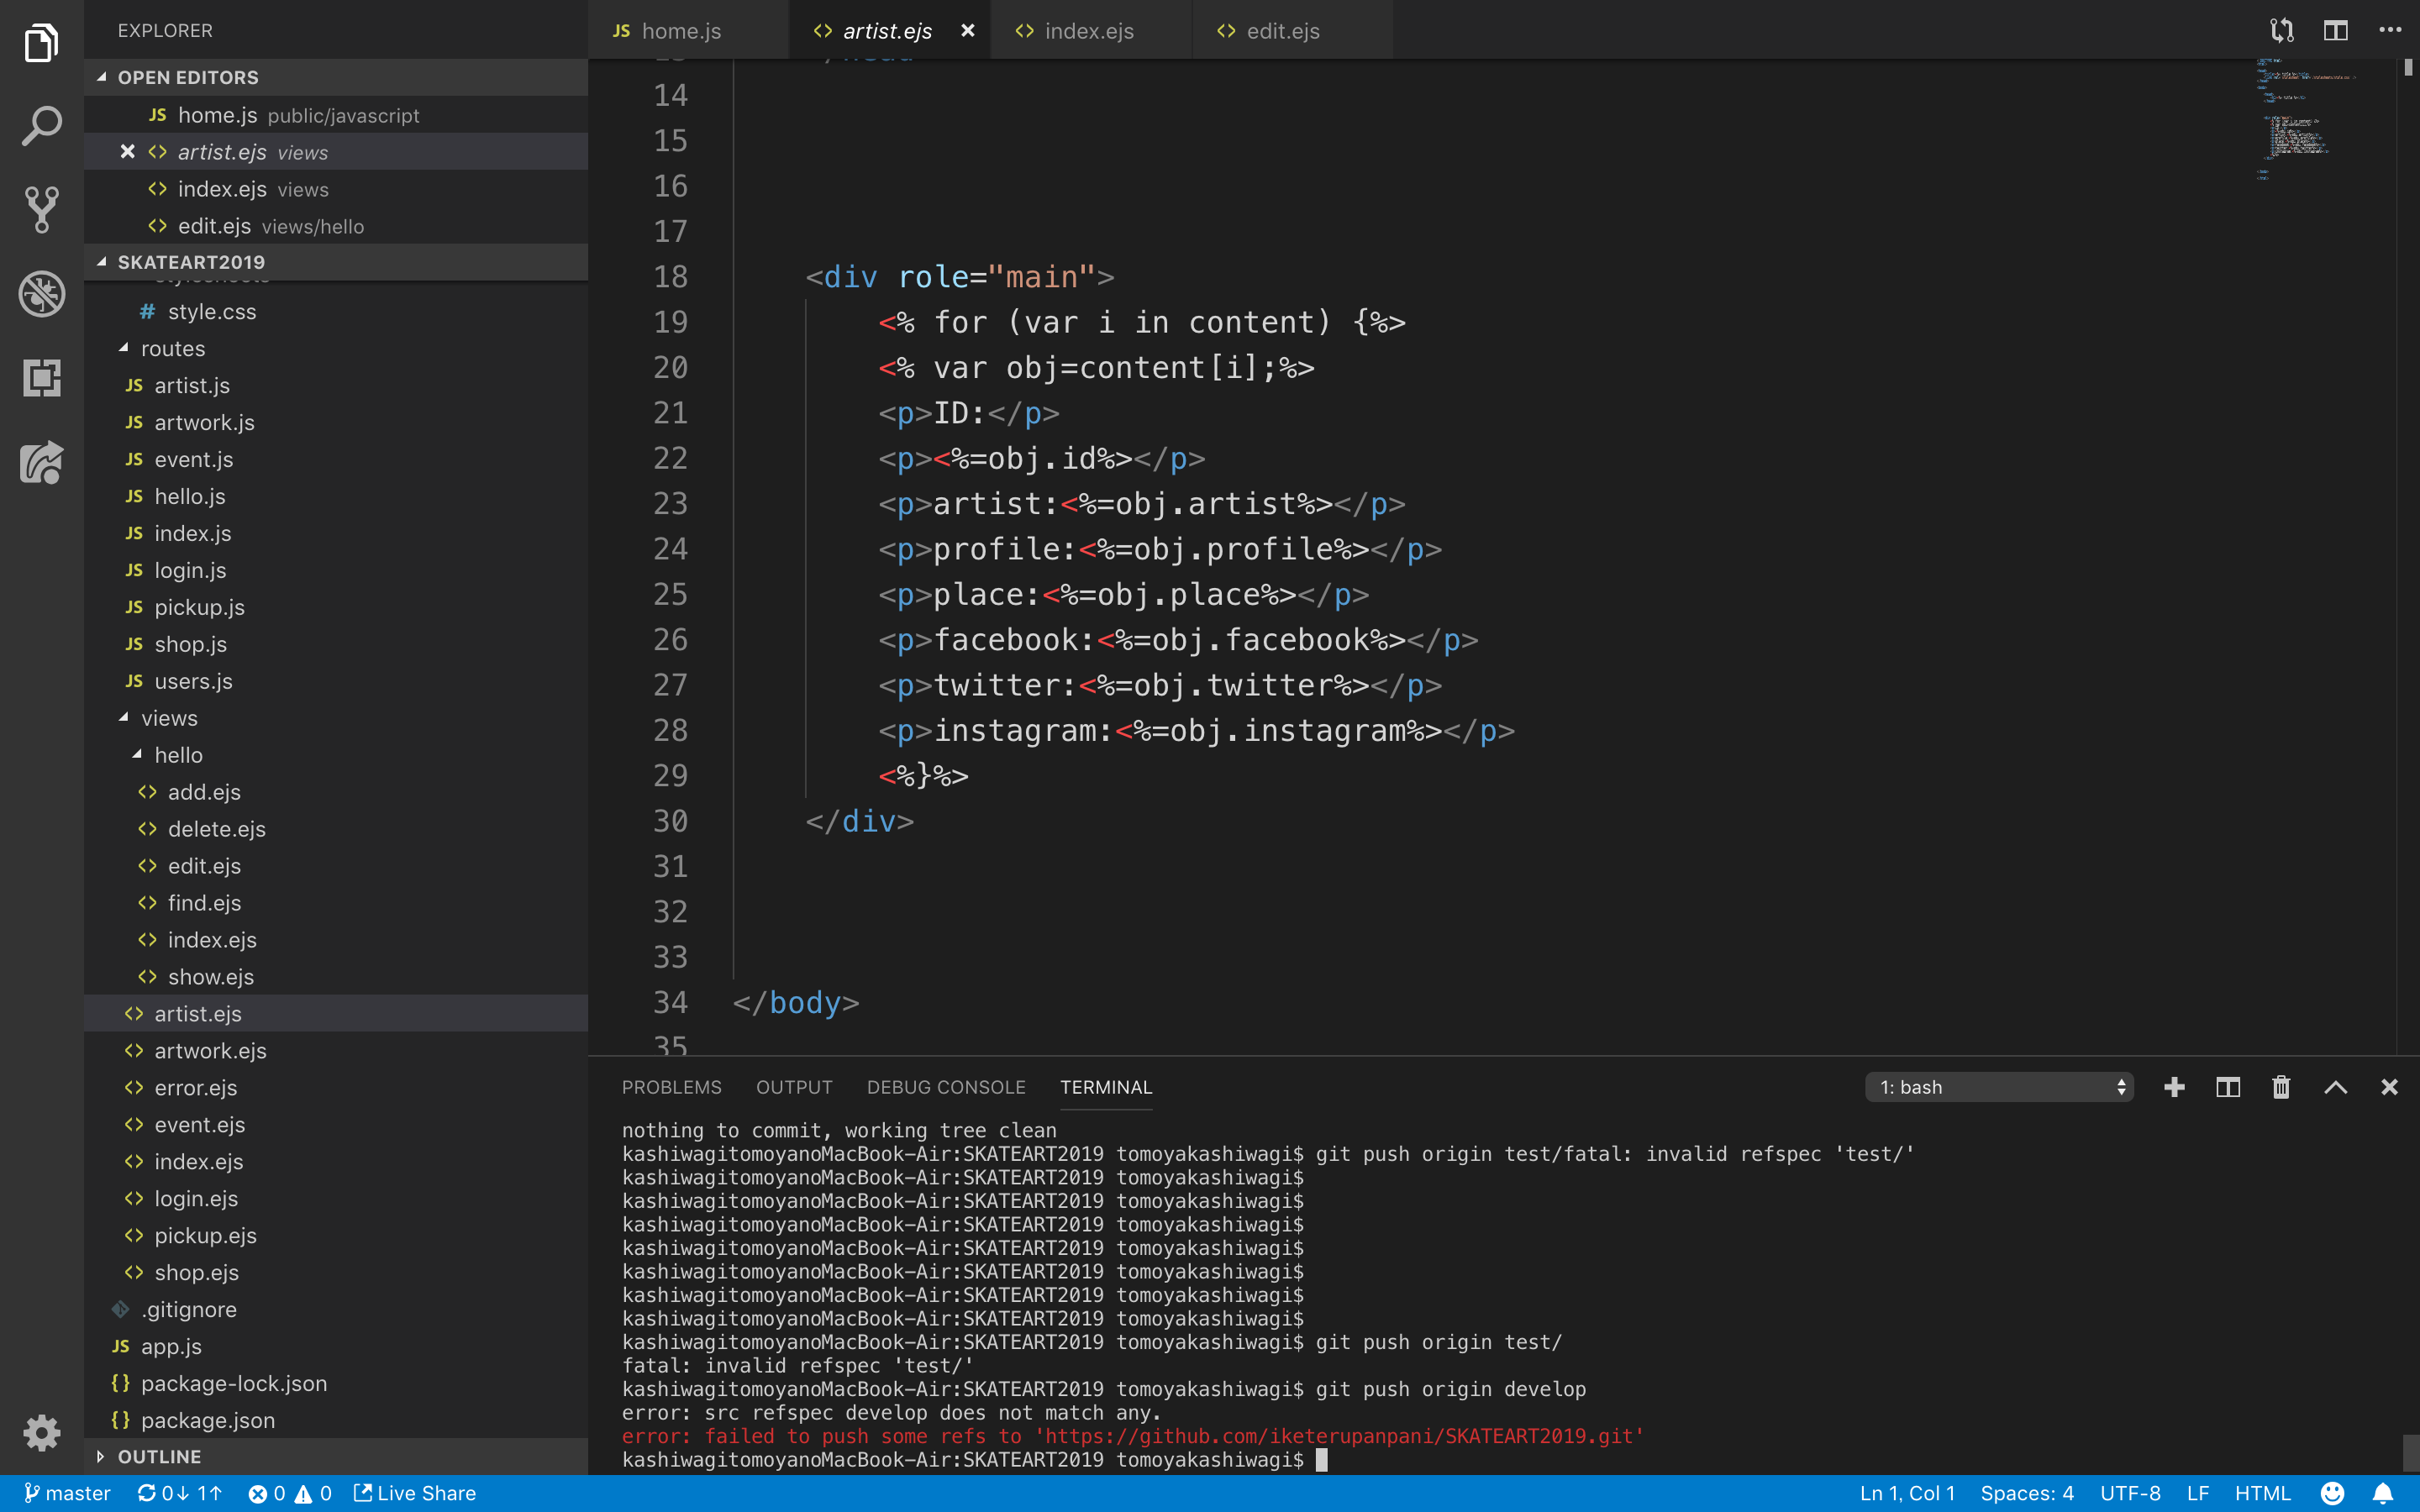 EXPLORER
OPEN EDITORS
JS home.js public/javascript
artist.ejs views
index.ejs views
edit.ejs views/hello
SKATEART2019
stylesheets
# style.css
routes
JS artist.js
JS artwork.js
JS event.js
JS hello.js
JS index.js
JS login.js
JS pickup.js
JS shop.js
JS users.js
views
hello
add.ejs
delete.ejs
edit.ejs
find.ejs
index.ejs
show.ejs
artist.ejs
artwork.ejs
error.ejs
event.ejs
index.ejs
login.ejs
pickup.ejs
shop.ejs
.gitignore
JS app.js
{} package-lock.json
{} package.json
OUTLINE
JS home.js
artist.ejs
index.ejs
edit.ejs
14
15
16
17
18 <div role="main">
19 <% for (var i in content) {%>
20 <% var obj=content[i];%>
21 <p>ID:</p>
22 <p><%=obj.id%></p>
23 <p>artist:<%=obj.artist%></p>
24 <p>profile:<%=obj.profile%></p>
25 <p>place:<%=obj.place%></p>
26 <p>facebook:<%=obj.facebook%></p>
27 <p>twitter:<%=obj.twitter%></p>
28 <p>instagram:<%=obj.instagram%></p>
29 <%}%>
30 </div>
31
32
33
34 </body>
35
PROBLEMS OUTPUT DEBUG CONSOLE TERMINAL 1: bash
nothing to commit, working tree clean
kashiwagitomoyanoMacBook-Air:SKATEART2019 tomoyakashiwagi$ git push origin test/fatal: invalid refspec 'test/'
kashiwagitomoyanoMacBook-Air:SKATEART2019 tomoyakashiwagi$
kashiwagitomoyanoMacBook-Air:SKATEART2019 tomoyakashiwagi$
kashiwagitomoyanoMacBook-Air:SKATEART2019 tomoyakashiwagi$
kashiwagitomoyanoMacBook-Air:SKATEART2019 tomoyakashiwagi$
kashiwagitomoyanoMacBook-Air:SKATEART2019 tomoyakashiwagi$
kashiwagitomoyanoMacBook-Air:SKATEART2019 tomoyakashiwagi$
kashiwagitomoyanoMacBook-Air:SKATEART2019 tomoyakashiwagi$
kashiwagitomoyanoMacBook-Air:SKATEART2019 tomoyakashiwagi$ git push origin test/
fatal: invalid refspec 'test/'
kashiwagitomoyanoMacBook-Air:SKATEART2019 tomoyakashiwagi$ git push origin develop
error: src refspec develop does not match any.
error: failed to push some refs to 'https://github.com/iketerupanpani/SKATEART2019.git'
kashiwagitomoyanoMacBook-Air:SKATEART2019 tomoyakashiwagi$
master 0↓ 1↑ 0 0 Live Share Ln 1, Col 1 Spaces: 4 UTF-8 LF HTML